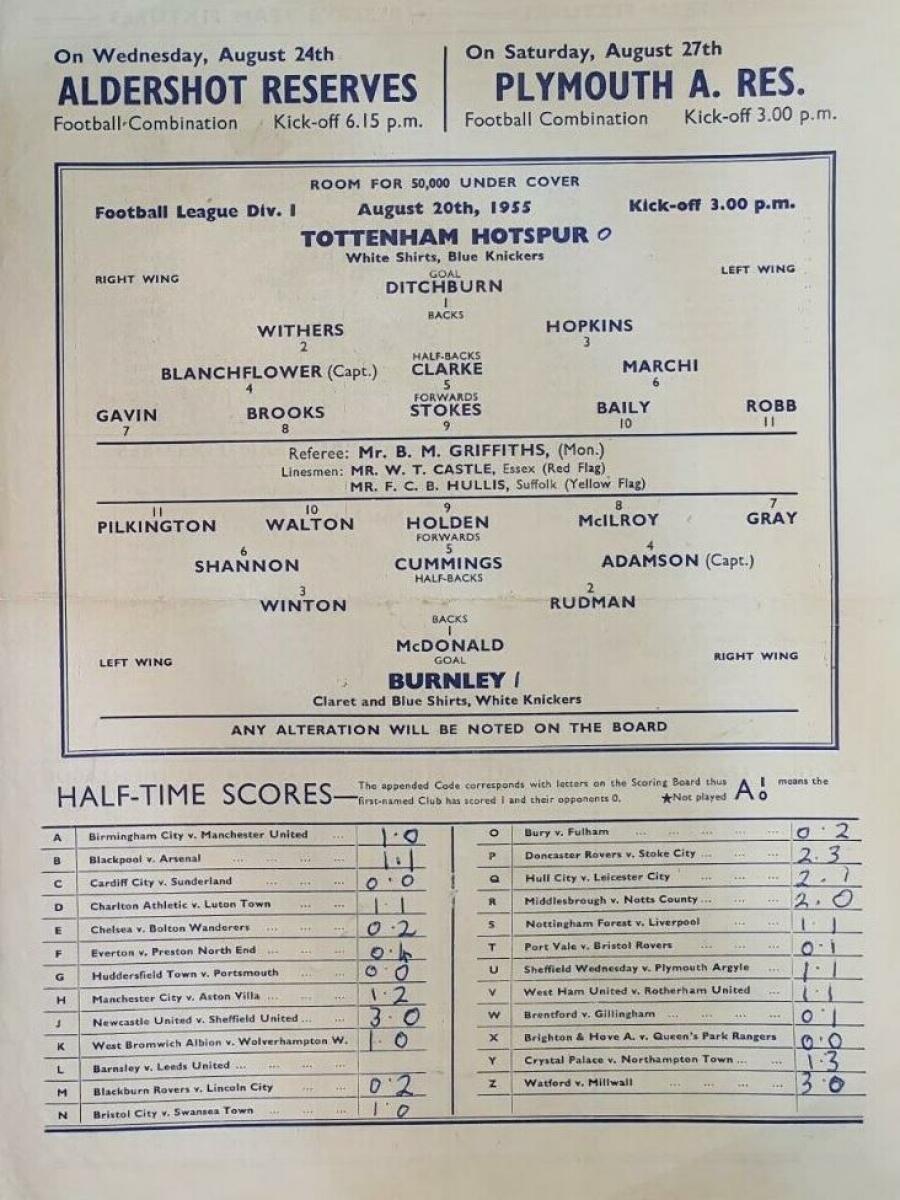 On Wednesday, August 24th
ALDERSHOT RESERVES
Football Combination Kick-off 6.15 p.m.
On Saturday, August 27th
PLYMOUTH A. RES.
Football Combination Kick-off 3.00 p.m.
ROOM FOR 50,000 UNDER COVER
Football League Div. 1 August 20th, 1955 Kick-off 3.00 p.m.
TOTTENHAM HOTSPUR 0
White Shirts, Blue Knickers
RIGHT WING GOAL LEFT WING
DITCHBURN
1
BACKS
WITHERS HOPKINS
2 3
HALF-BACKS
BLANCHFLOWER (Capt.) CLARKE MARCHI
4 5 6
FORWARDS
GAVIN BROOKS STOKES BAILY ROBB
7 8 9 10 11
Referee: Mr. B. M. GRIFFITHS, (Mon.)
Linesmen: MR. W. T. CASTLE, Essex (Red Flag)
MR. F. C. B. HULLIS, Suffolk (Yellow Flag)
11 10 9 8 7
PILKINGTON WALTON HOLDEN McILROY GRAY
FORWARDS
6 5 4
SHANNON CUMMINGS ADAMSON (Capt.)
HALF-BACKS
3 2
WINTON RUDMAN
BACKS
1
McDONALD
LEFT WING GOAL RIGHT WING
BURNLEY 1
Claret and Blue Shirts, White Knickers
ANY ALTERATION WILL BE NOTED ON THE BOARD
HALF-TIME SCORES—The appended Code corresponds with letters on the Scoring Board thus A 1 0 means the
first-named Club has scored 1 and their opponents 0. ★Not played
A Birmingham City v. Manchester United ... 1.0
B Blackpool v. Arsenal ... ... ... ... 1.1
C Cardiff City v. Sunderland ... ... ... 0.0
D Charlton Athletic v. Luton Town ... ... 1 1
E Chelsea v. Bolton Wanderers ... ... 0.2
F Everton v. Preston North End ... ... 0.4
G Huddersfield Town v. Portsmouth ... ... 0 0
H Manchester City v. Aston Villa ... ... ... 1.2
J Newcastle United v. Sheffield United ... ... 3.0
K West Bromwich Albion v. Wolverhampton W. 1.0
L Barnsley v. Leeds United ... ... ... ...
M Blackburn Rovers v. Lincoln City ... ... 0.2
N Bristol City v. Swansea Town ... ... ... 1.0
O Bury v. Fulham ... ... ... ... 0.2
P Doncaster Rovers v. Stoke City ... ... ... 2.3
Q Hull City v. Leicester City ... ... ... 2.1
R Middlesbrough v. Notts County ... ... ... 2.0
S Nottingham Forest v. Liverpool ... ... 1.1
T Port Vale v. Bristol Rovers ... ... ... 0.1
U Sheffield Wednesday v. Plymouth Argyle ... 1.1
V West Ham United v. Rotherham United ... 1.1
W Brentford v. Gillingham ... ... ... ... 0.1
X Brighton & Hove A. v. Queen's Park Rangers 0.0
Y Crystal Palace v. Northampton Town ... ... 1.3
Z Watford v. Millwall ... ... ... ... 3.0